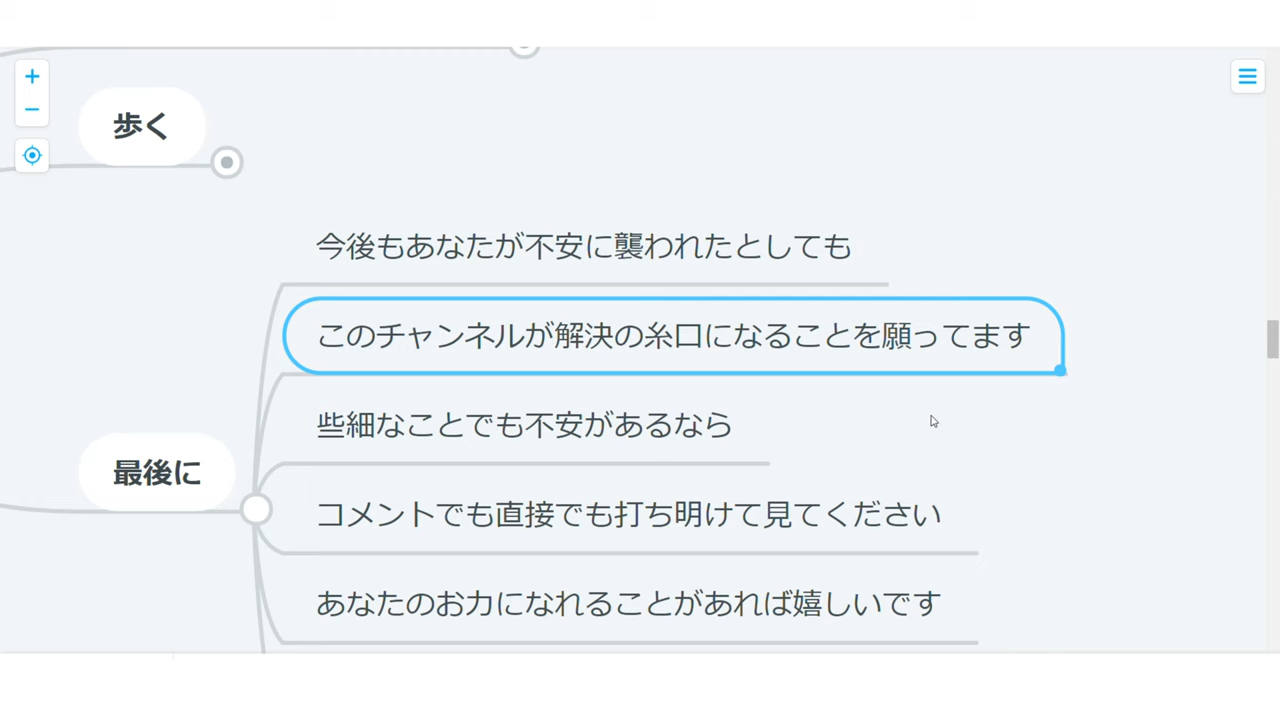 歩く
今後もあなたが不安に襲われたとしても
このチャンネルが解決の糸口になることを願ってます
些細なことでも不安があるなら
最後に
コメントでも直接でも打ち明けて見てください
あなたのお力になれることがあれば嬉しいです